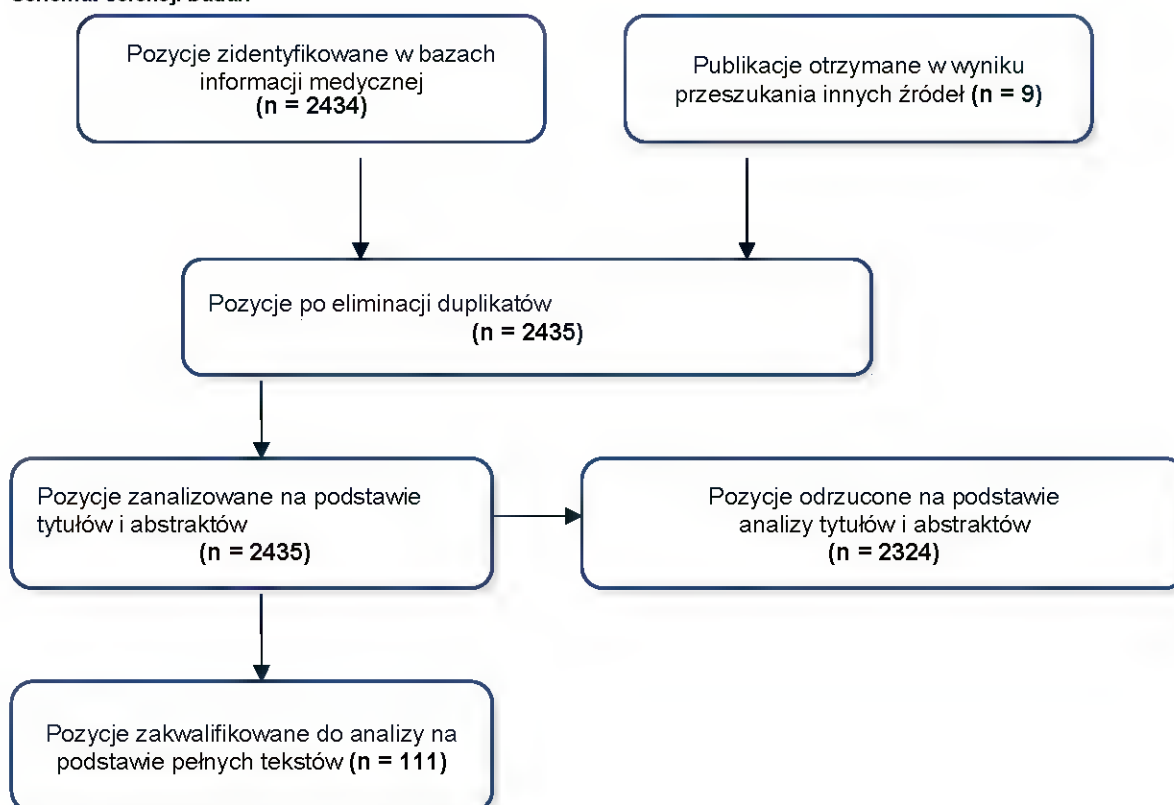 Pozycje zidentyfikowane w bazach
informacji medycznej
(n = 2434)
Publikacje otrzymane w wyniku
przeszukania innych źródeł (n = 9)
Pozycje po eliminacji duplikatów
(n = 2435)
Pozycje zanalizowane na podstawie
tytułów i abstraktów
(n = 2435)
Pozycje odrzucone na podstawie
analizy tytułów i abstraktów
(n = 2324)
Pozycje zakwalifikowane do analizy na
podstawie pełnych tekstów (n = 111)